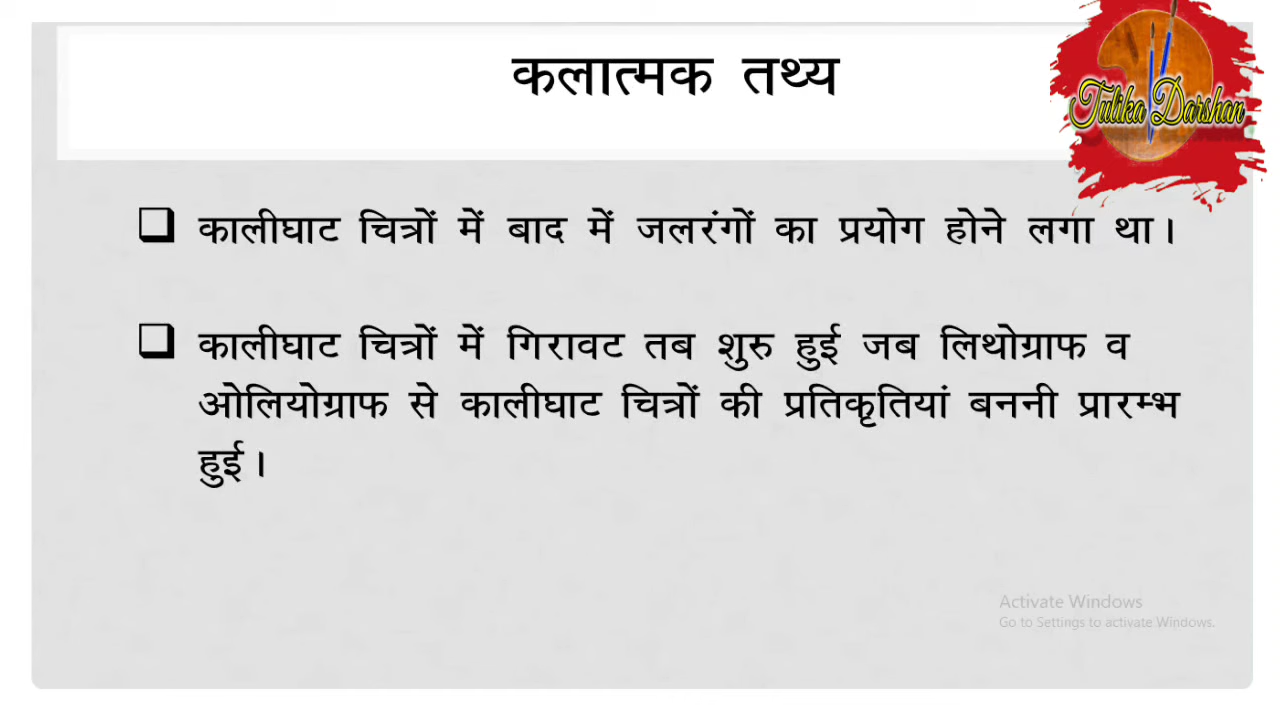 कलात्मक तथ्य
Tulika Darshan
❑ कालीघाट चित्रों में बाद में जलरंगों का प्रयोग होने लगा था।
❑ कालीघाट चित्रों में गिरावट तब शुरु हुई जब लिथोग्राफ व
ओलियोग्राफ से कालीघाट चित्रों की प्रतिकृतियां बननी प्रारम्भ
हुई।
Activate Windows
Go to Settings to activate Windows.